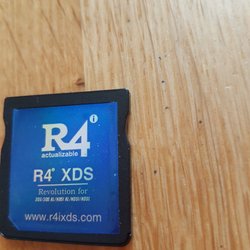 R4 i
actualizable
R4i XDS
Revolution for
www.r4ixds.com